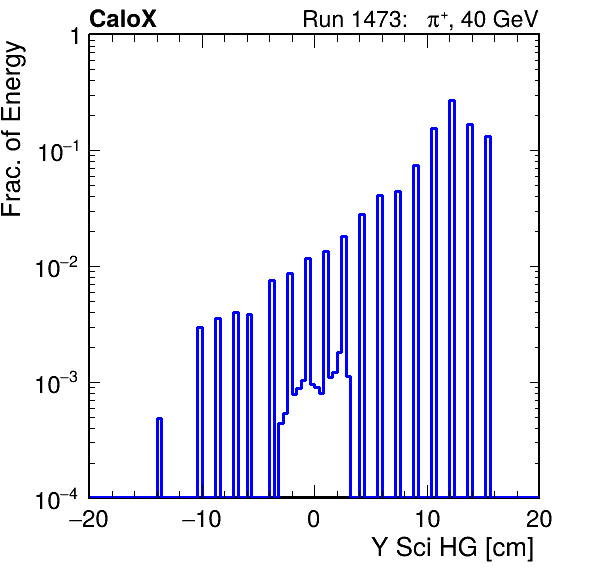 CaloX Run 1473: π⁺, 40 GeV
Frac. of Energy
1
10⁻¹
10⁻²
10⁻³
10⁻⁴
−20 −10 0 10 20
Y Sci HG [cm]